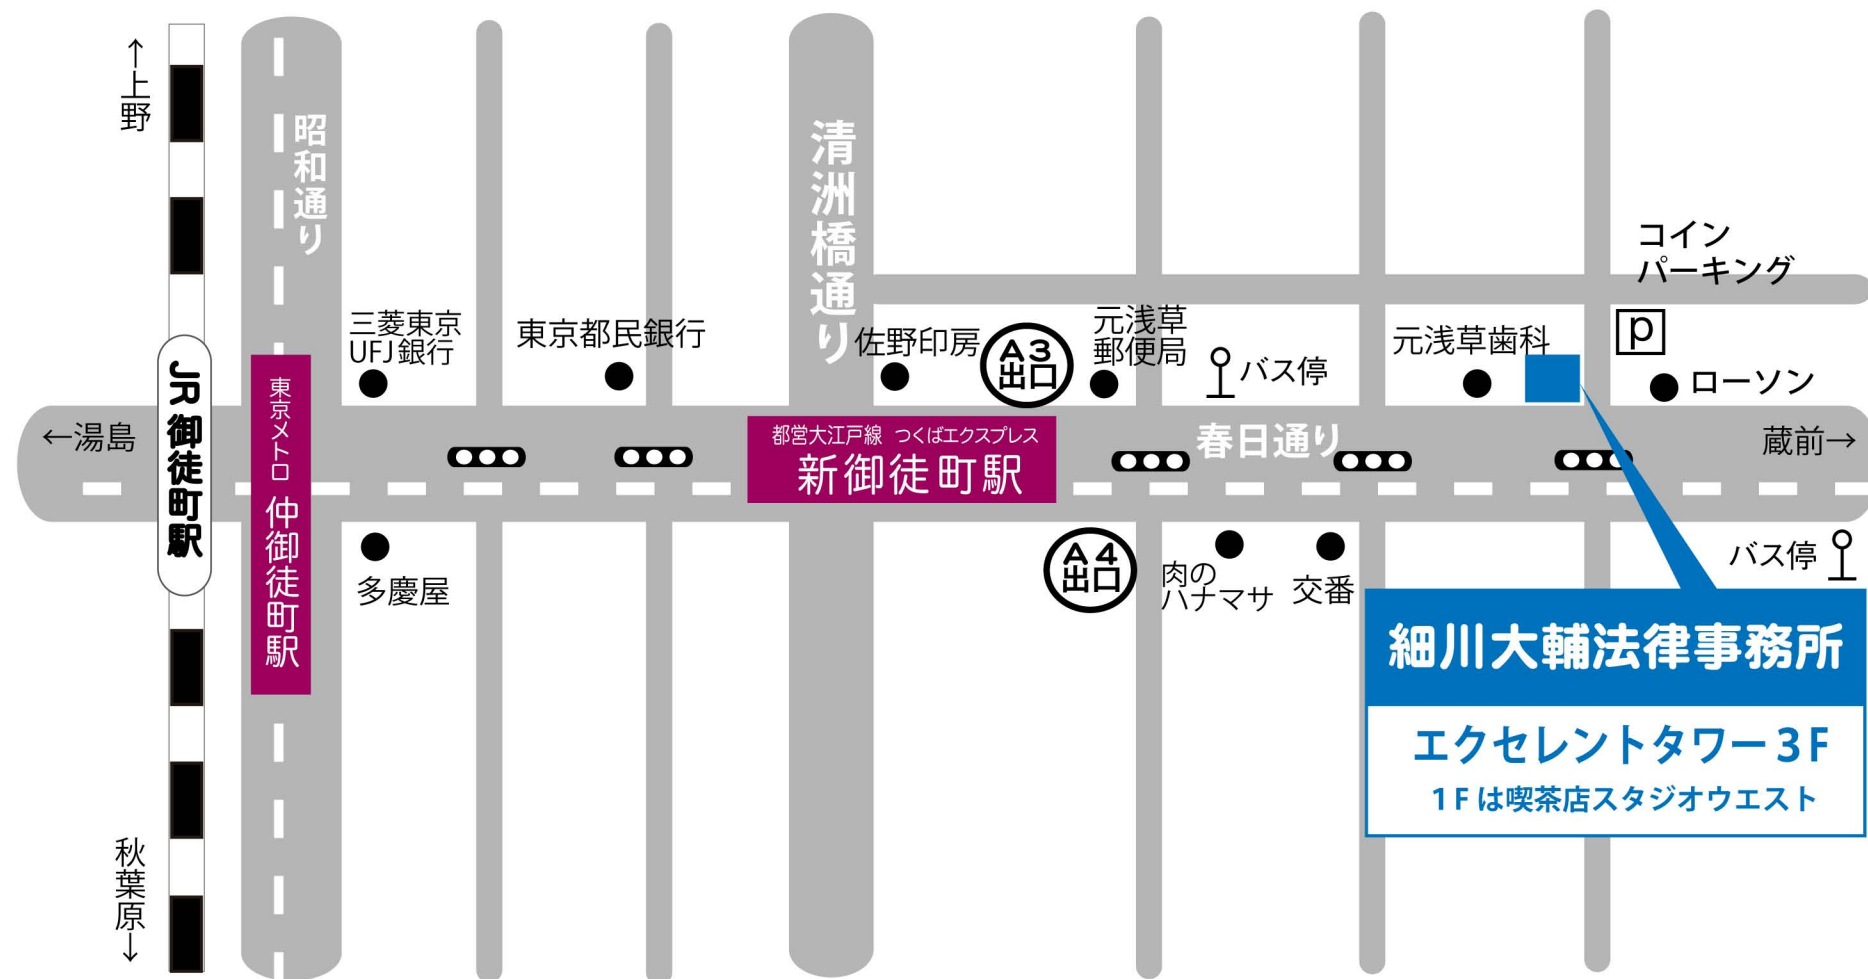 ↑上野
昭和通り
清洲橋通り
コイン
パーキング
p
三菱東京
UFJ銀行
東京都民銀行
佐野印房
A3
出口
元浅草
郵便局
バス停
元浅草歯科
ローソン
←湯島
JR 御徒町駅
東京メトロ 仲御徒町駅
都営大江戸線 つくばエクスプレス
新御徒町駅
春日通り
蔵前→
多慶屋
A4
出口
肉の
ハナマサ
交番
バス停
細川大輔法律事務所
エクセレントタワー3F
1Fは喫茶店スタジオウエスト
秋葉原↓